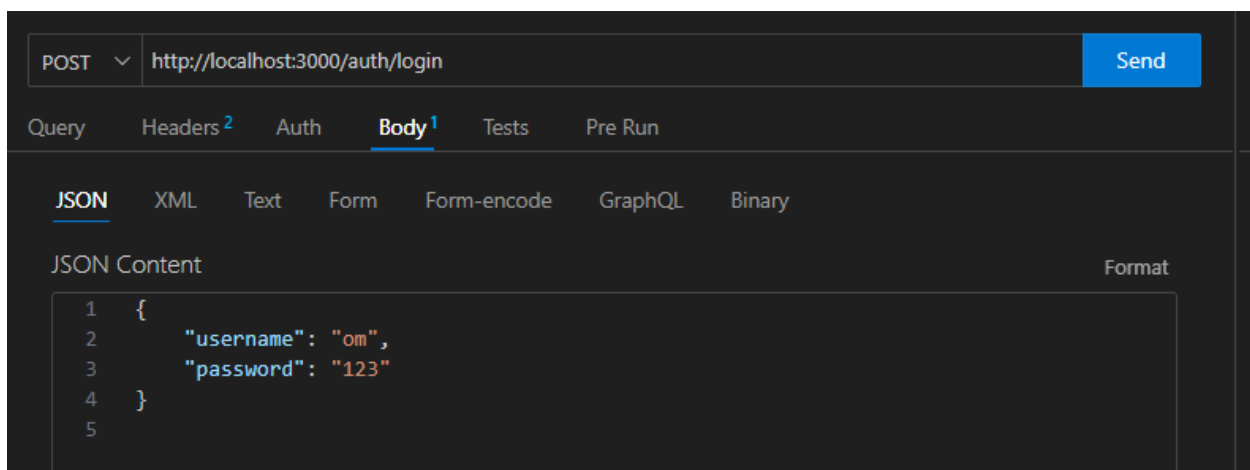 POST http://localhost:3000/auth/login Send
Query Headers 2 Auth Body 1 Tests Pre Run
JSON XML Text Form Form-encode GraphQL Binary
JSON Content Format
1 {
2 "username": "om",
3 "password": "123"
4 }
5